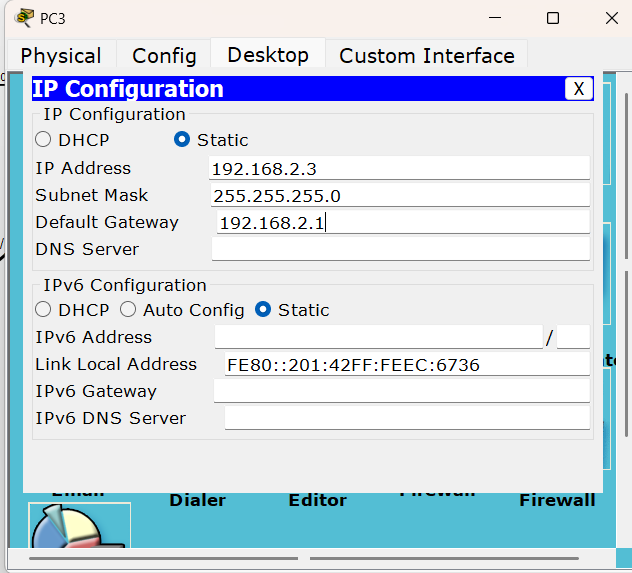 PC3
Physical Config Desktop Custom Interface
IP Configuration X
IP Configuration
DHCP Static
IP Address 192.168.2.3
Subnet Mask 255.255.255.0
Default Gateway 192.168.2.1
DNS Server
IPv6 Configuration
DHCP Auto Config Static
IPv6 Address /
Link Local Address FE80::201:42FF:FEEC:6736
IPv6 Gateway
IPv6 DNS Server
Email Dialer Editor Firewall Firewall